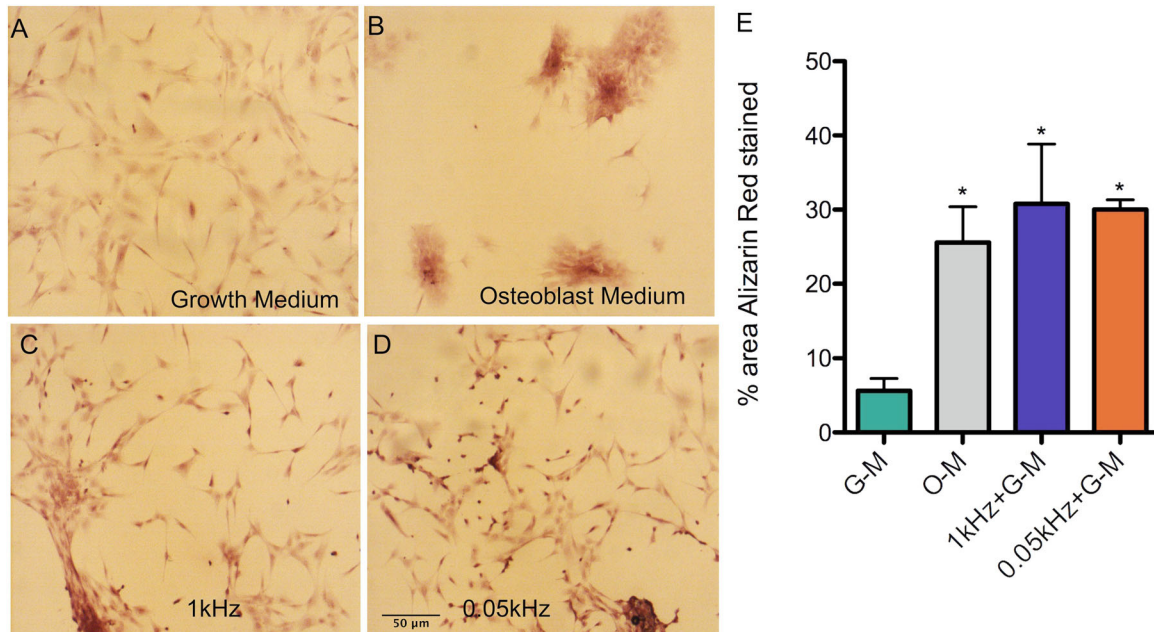 A
Growth Medium
B
Osteoblast Medium
C
1kHz
D
0.05kHz
50 µm
E
% area Alizarin Red stained
50
40
30
20
10
0
*
*
*
G-M
O-M
1kHz+G-M
0.05kHz+G-M